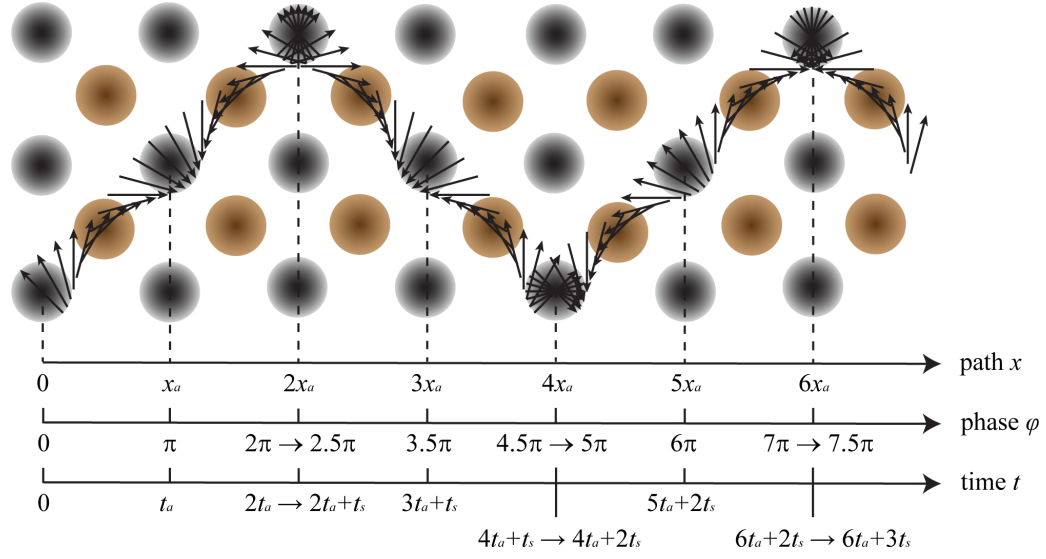 0 xₐ 2xₐ 3xₐ 4xₐ 5xₐ 6xₐ path x
0 π 2π → 2.5π 3.5π 4.5π → 5π 6π 7π → 7.5π phase φ
0 tₐ 2tₐ → 2tₐ+tₛ 3tₐ+tₛ 5tₐ+2tₛ time t
4tₐ+tₛ → 4tₐ+2tₛ 6tₐ+2tₛ → 6tₐ+3tₛ